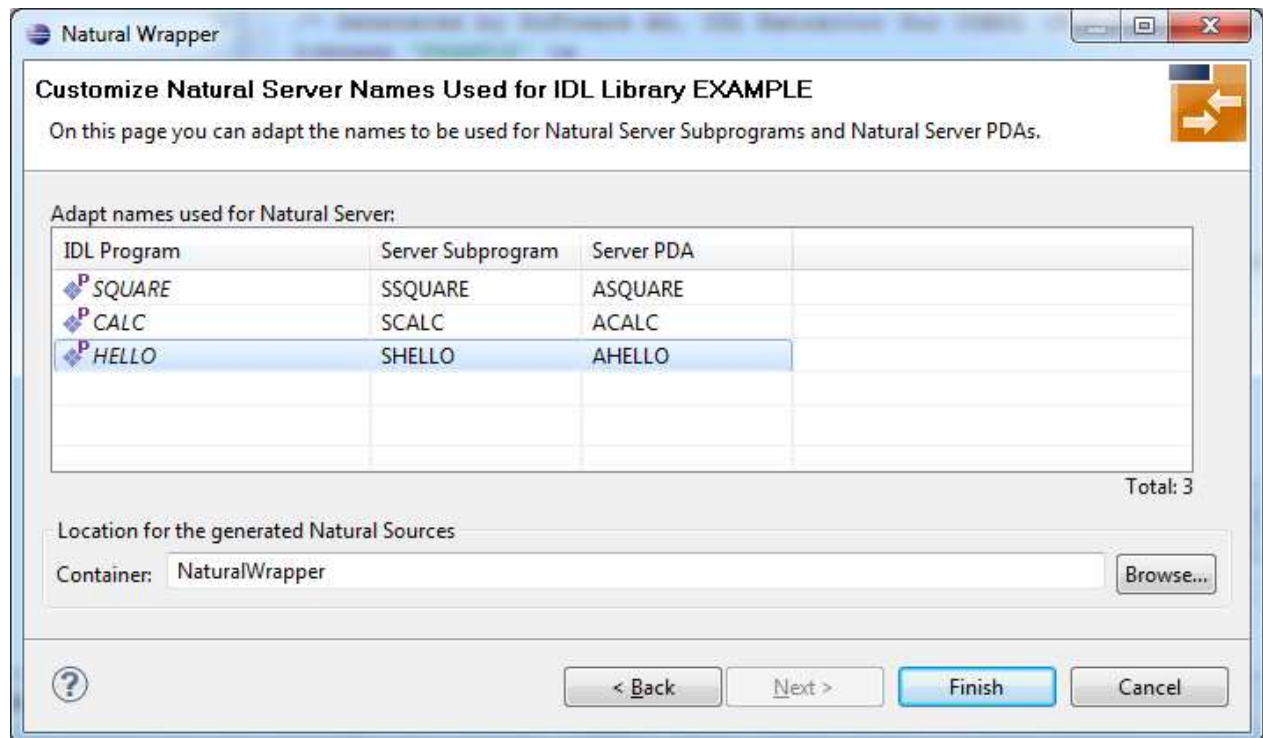 Natural Wrapper
Customize Natural Server Names Used for IDL Library EXAMPLE
On this page you can adapt the names to be used for Natural Server Subprograms and Natural Server PDAs.
Adapt names used for Natural Server:
IDL Program Server Subprogram Server PDA
P SQUARE SSQUARE ASQUARE
P CALC SCALC ACALC
P HELLO SHELLO AHELLO
Total: 3
Location for the generated Natural Sources
Container: NaturalWrapper Browse...
? < Back Next > Finish Cancel